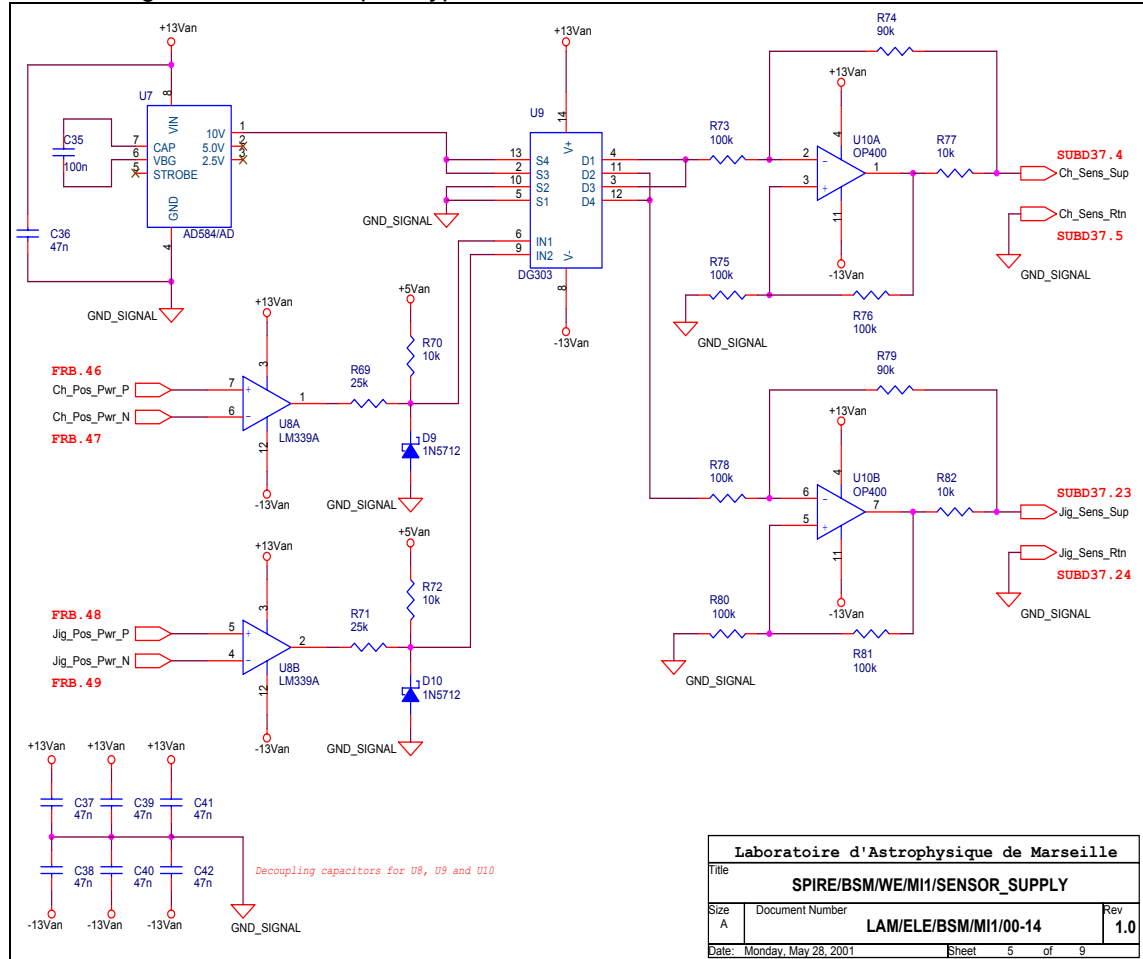 +13Van
U7
8
VIN
C35
100n
7
CAP
6
VBG
5
STROBE
10V
1
5.0V
2
2.5V
3
GND
4
AD584/AD
C36
47n
GND_SIGNAL
+13Van
U9
14
V+
13
S4
2
S3
10
S2
5
S1
6
IN1
9
IN2
D1
4
D2
11
D3
3
D4
12
V-
8
DG303
-13Van
GND_SIGNAL
R74
90k
+13Van
R73
100k
U10A
OP400
4
2
-
3
+
1
11
-13Van
R77
10k
SUBD37.4
Ch_Sens_Sup
Ch_Sens_Rtn
SUBD37.5
GND_SIGNAL
R75
100k
R76
100k
GND_SIGNAL
+13Van
+5Van
R70
10k
R69
25k
FRB.46
Ch_Pos_Pwr_P
Ch_Pos_Pwr_N
FRB.47
3
7
+
6
-
1
12
U8A
LM339A
-13Van
D9
1N5712
GND_SIGNAL
R79
90k
+13Van
R78
100k
U10B
OP400
4
6
-
5
+
7
11
-13Van
R82
10k
SUBD37.23
Jig_Sens_Sup
Jig_Sens_Rtn
SUBD37.24
GND_SIGNAL
R80
100k
R81
100k
GND_SIGNAL
+13Van
+5Van
R72
10k
R71
25k
FRB.48
Jig_Pos_Pwr_P
Jig_Pos_Pwr_N
FRB.49
3
5
+
4
-
2
12
U8B
LM339A
-13Van
D10
1N5712
GND_SIGNAL
+13Van +13Van +13Van
C37
47n
C39
47n
C41
47n
C38
47n
C40
47n
C42
47n
-13Van -13Van -13Van
GND_SIGNAL
Decoupling capacitors for U8, U9 and U10
Laboratoire d'Astrophysique de Marseille
Title
SPIRE/BSM/WE/MI1/SENSOR_SUPPLY
Size
A
Document Number
LAM/ELE/BSM/MI1/00-14
Rev
1.0
Date: Monday, May 28, 2001
Sheet 5 of 9